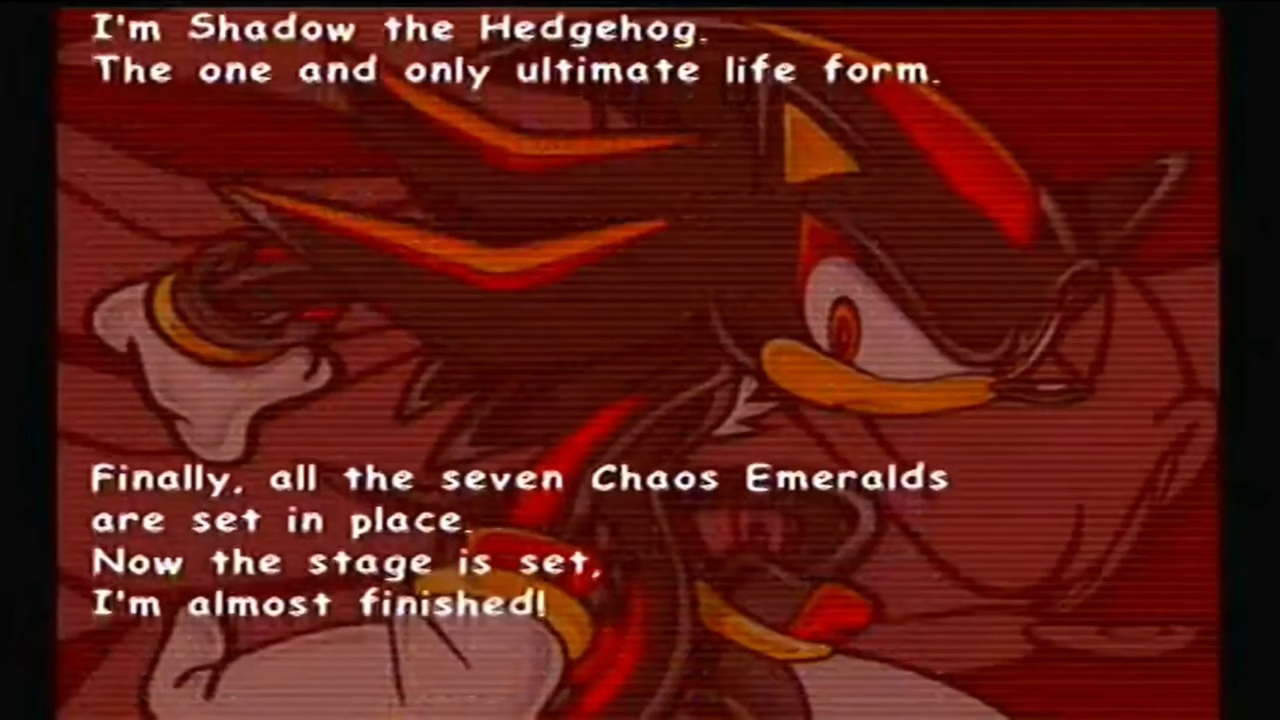 I'm Shadow the Hedgehog.
The one and only ultimate life form.
Finally, all the seven Chaos Emeralds
are set in place.
Now the stage is set,
I'm almost finished!